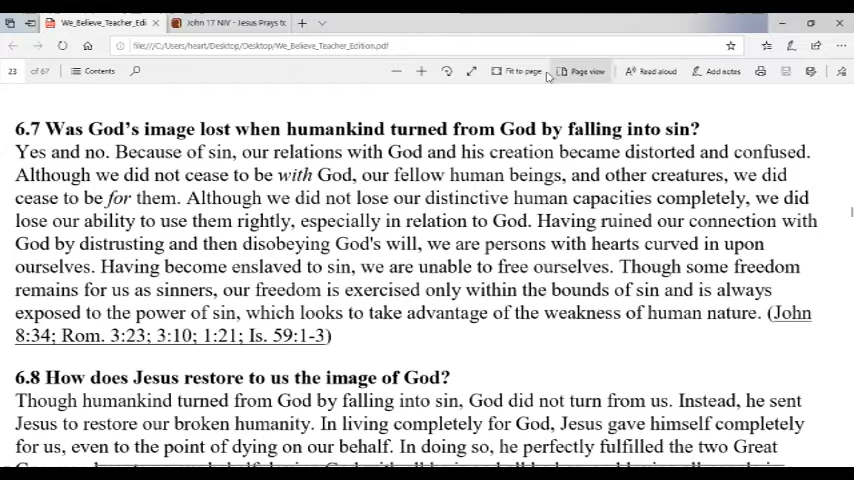 We_Believe_Teacher_Edi
John 17 NIV - Jesus Prays to
file:///C:/Users/heart/Desktop/Desktop/We_Believe_Teacher_Edition.pdf
23 of 67 Contents Fit to page Page view Read aloud Add notes
6.7 Was God's image lost when humankind turned from God by falling into sin?
Yes and no. Because of sin, our relations with God and his creation became distorted and confused.
Although we did not cease to be with God, our fellow human beings, and other creatures, we did
cease to be for them. Although we did not lose our distinctive human capacities completely, we did
lose our ability to use them rightly, especially in relation to God. Having ruined our connection with
God by distrusting and then disobeying God's will, we are persons with hearts curved in upon
ourselves. Having become enslaved to sin, we are unable to free ourselves. Though some freedom
remains for us as sinners, our freedom is exercised only within the bounds of sin and is always
exposed to the power of sin, which looks to take advantage of the weakness of human nature. (John
8:34; Rom. 3:23; 3:10; 1:21; Is. 59:1-3)
6.8 How does Jesus restore to us the image of God?
Though humankind turned from God by falling into sin, God did not turn from us. Instead, he sent
Jesus to restore our broken humanity. In living completely for God, Jesus gave himself completely
for us, even to the point of dying on our behalf. In doing so, he perfectly fulfilled the two Great